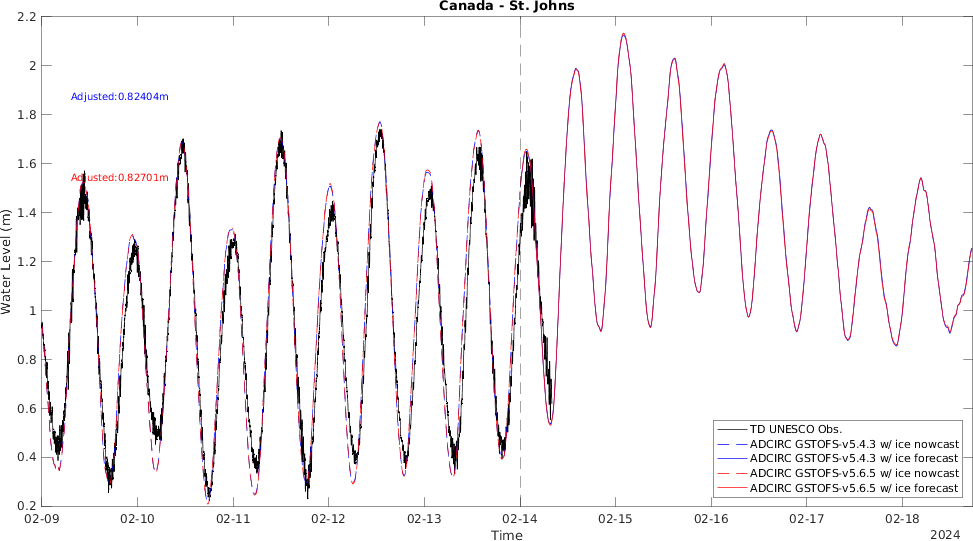 Canada - St. Johns
2.2
2
1.8
1.6
1.4
1.2
1
0.8
0.6
0.4
0.2
Water Level (m)
Adjusted:0.82404m
Adjusted:0.82701m
TD UNESCO Obs.
ADCIRC GSTOFS-v5.4.3 w/ ice nowcast
ADCIRC GSTOFS-v5.4.3 w/ ice forecast
ADCIRC GSTOFS-v5.6.5 w/ ice nowcast
ADCIRC GSTOFS-v5.6.5 w/ ice forecast
02-09 02-10 02-11 02-12 02-13 02-14 02-15 02-16 02-17 02-18
Time
2024